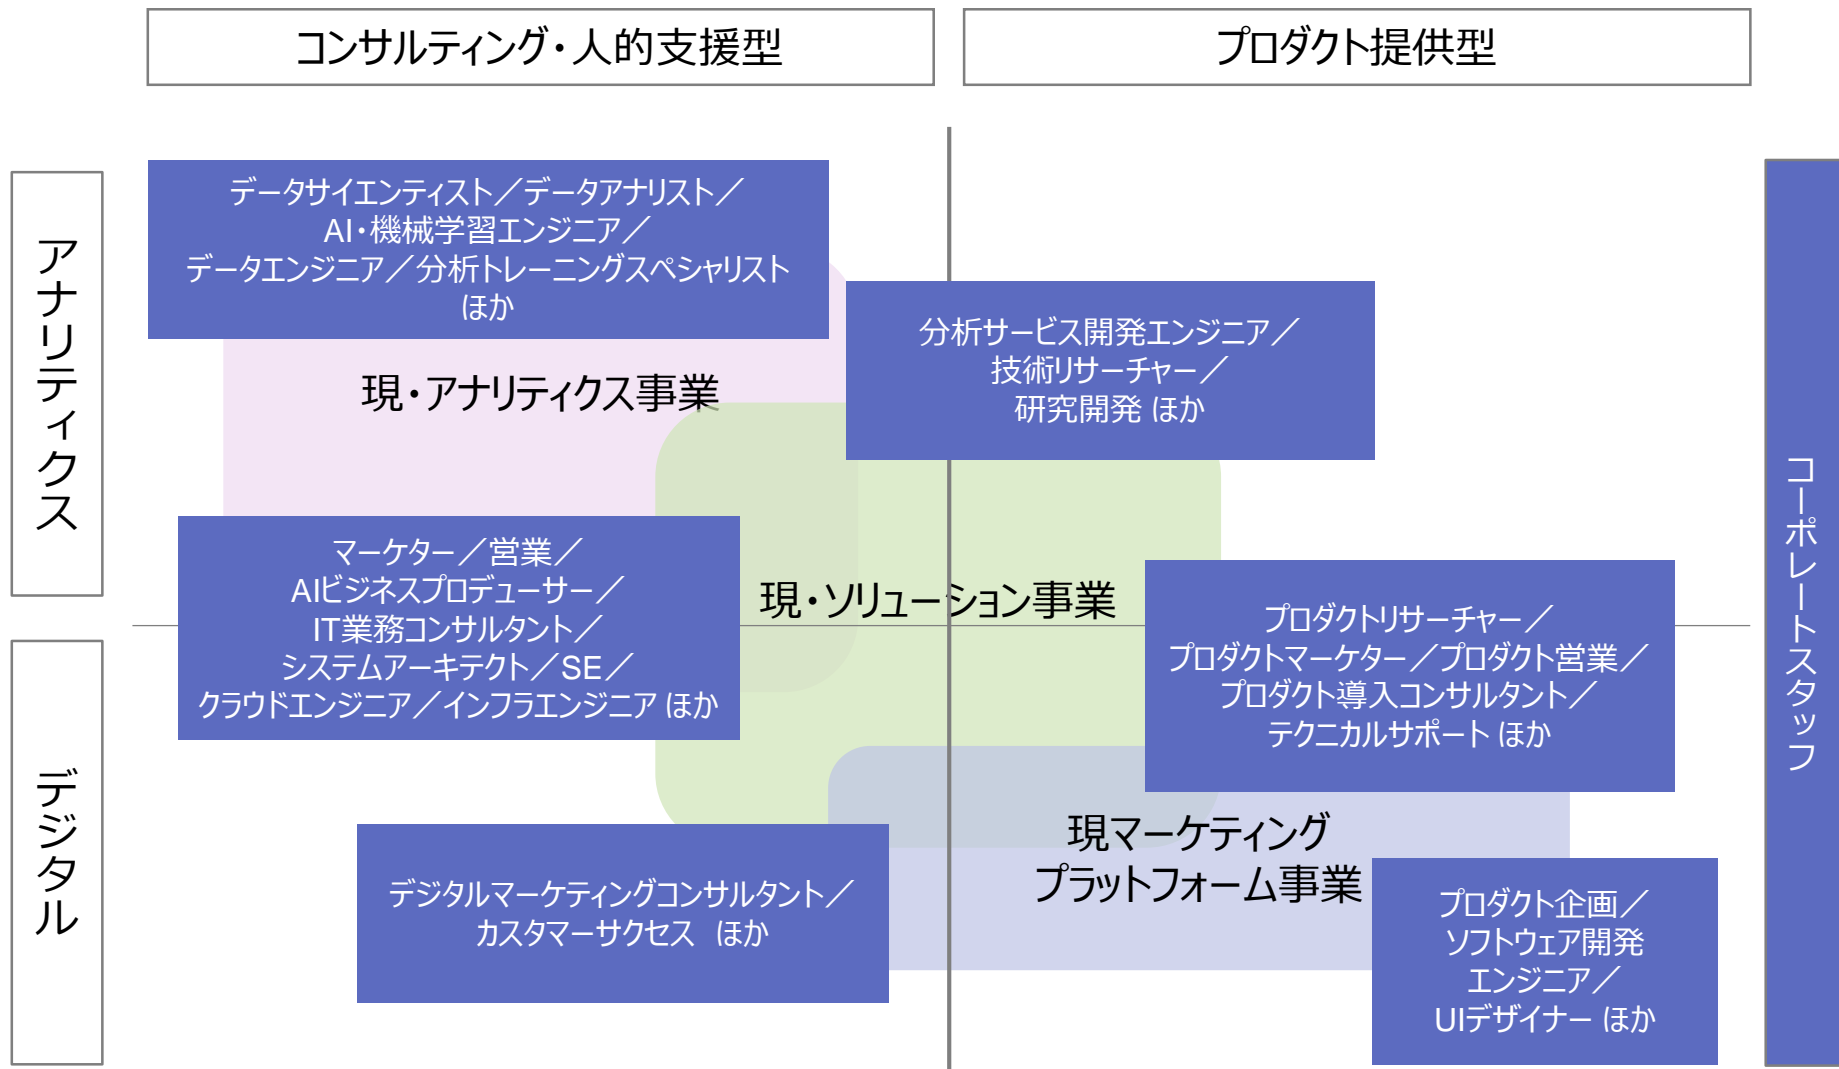 コンサルティング・人的支援型
プロダクト提供型
アナリティクス
データサイエンティスト／データアナリスト／
AI・機械学習エンジニア／
データエンジニア／分析トレーニングスペシャリスト
ほか
分析サービス開発エンジニア／
技術リサーチャー／
研究開発 ほか
現・アナリティクス事業
マーケター／営業／
AIビジネスプロデューサー／
IT業務コンサルタント／
システムアーキテクト／SE／
クラウドエンジニア／インフラエンジニア ほか
現・ソリューション事業
プロダクトリサーチャー／
プロダクトマーケター／プロダクト営業／
プロダクト導入コンサルタント／
テクニカルサポート ほか
デジタル
デジタルマーケティングコンサルタント／
カスタマーサクセス ほか
現マーケティング
プラットフォーム事業
プロダクト企画／
ソフトウェア開発
エンジニア／
UIデザイナー ほか
コーポレートスタッフ